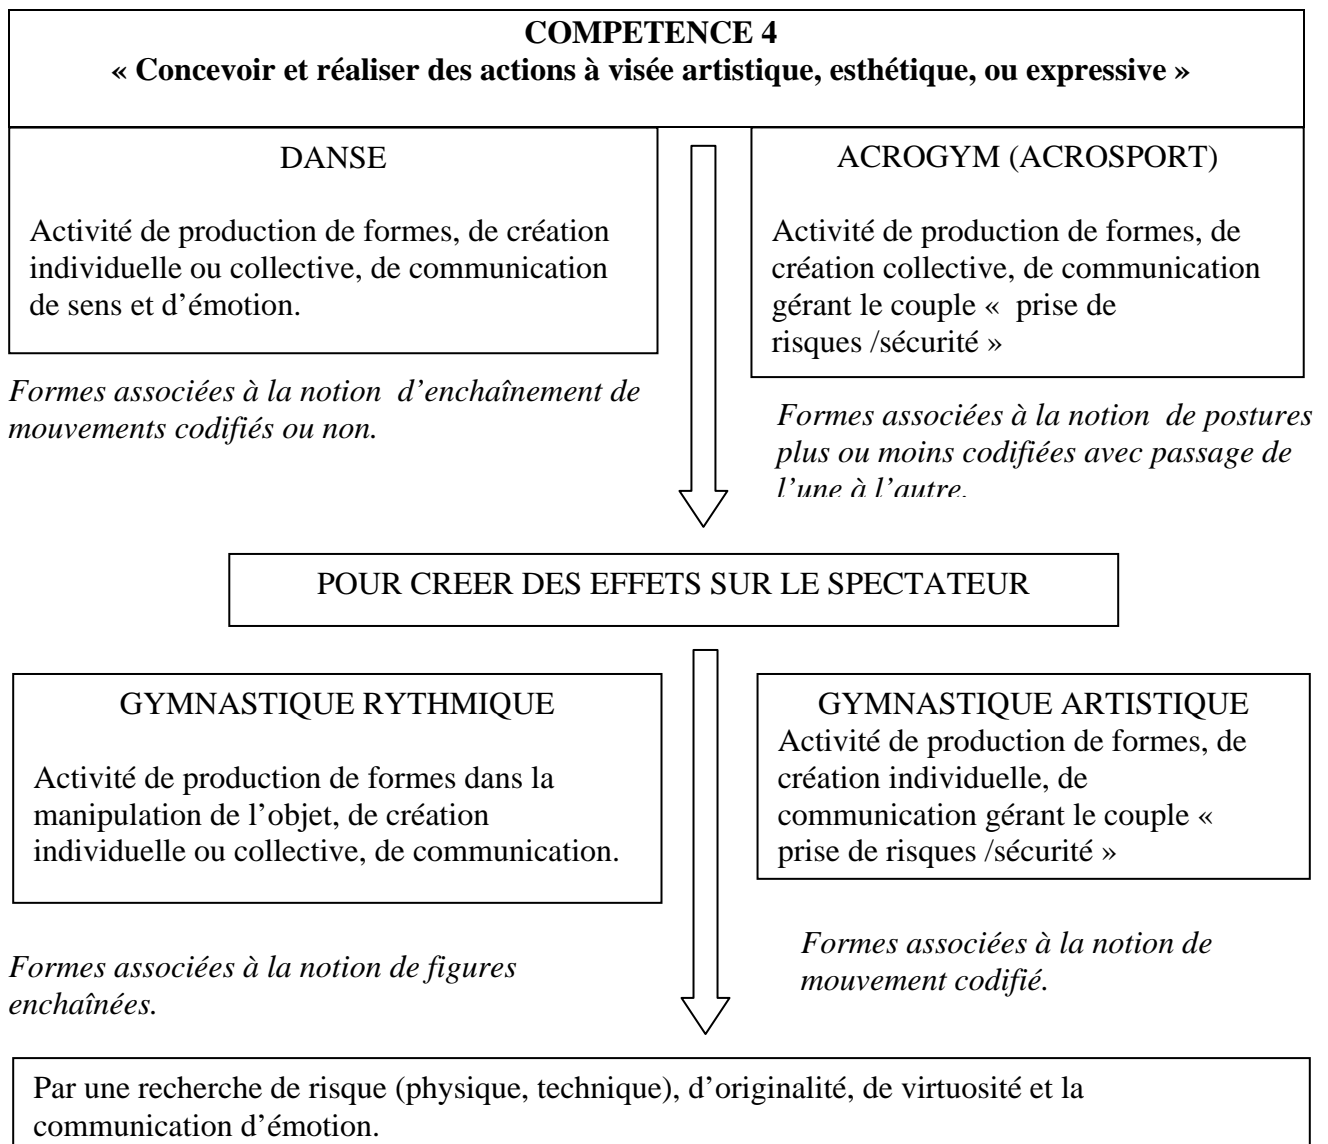 COMPETENCE 4
« Concevoir et réaliser des actions à visée artistique, esthétique, ou expressive »
DANSE
Activité de production de formes, de création
individuelle ou collective, de communication
de sens et d’émotion.
Formes associées à la notion d’enchaînement de
mouvements codifiés ou non.
ACROGYM (ACROSPORT)
Activité de production de formes, de
création collective, de communication
gérant le couple « prise de
risques /sécurité »
Formes associées à la notion de postures
plus ou moins codifiées avec passage de
l’une à l’autre.
POUR CREER DES EFFETS SUR LE SPECTATEUR
GYMNASTIQUE RYTHMIQUE
Activité de production de formes dans la
manipulation de l’objet, de création
individuelle ou collective, de communication.
Formes associées à la notion de figures
enchaînées.
GYMNASTIQUE ARTISTIQUE
Activité de production de formes, de
création individuelle, de
communication gérant le couple «
prise de risques /sécurité »
Formes associées à la notion de
mouvement codifié.
Par une recherche de risque (physique, technique), d’originalité, de virtuosité et la
communication d’émotion.